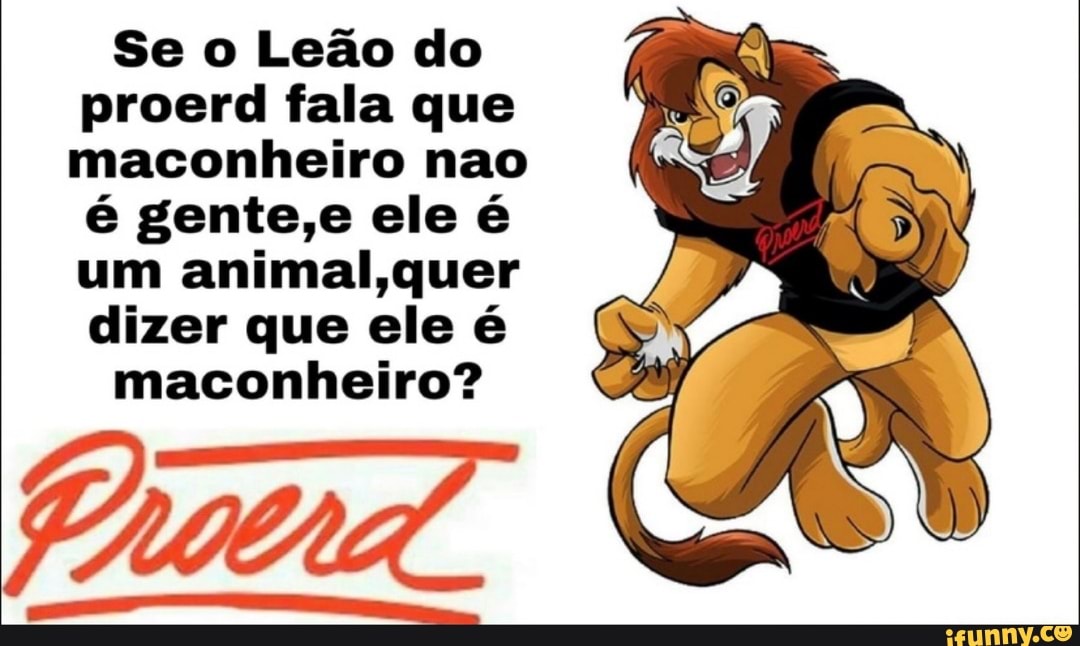 Se o Leão do
proerd fala que
maconheiro nao
é gente,e ele é
um animal,quer
dizer que ele é
maconheiro?
Proerd
Proerd
ifunny.co